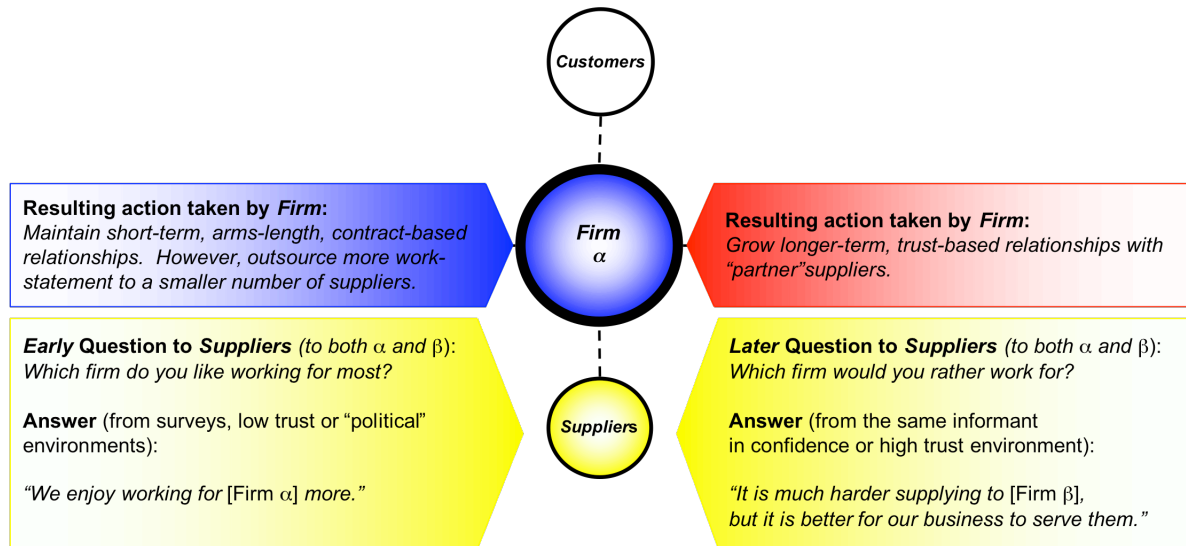 Customers
Resulting action taken by Firm:
Maintain short-term, arms-length, contract-based
relationships.  However, outsource more work-
statement to a smaller number of suppliers.
Firm
α
Resulting action taken by Firm:
Grow longer-term, trust-based relationships with
“partner”suppliers.
Early Question to Suppliers (to both α and β):
Which firm do you like working for most?
Answer (from surveys, low trust or “political”
environments):
“We enjoy working for [Firm α] more.”
Suppliers
Later Question to Suppliers (to both α and β):
Which firm would you rather work for?
Answer (from the same informant
in confidence or high trust environment):
“It is much harder supplying to [Firm β],
but it is better for our business to serve them.”